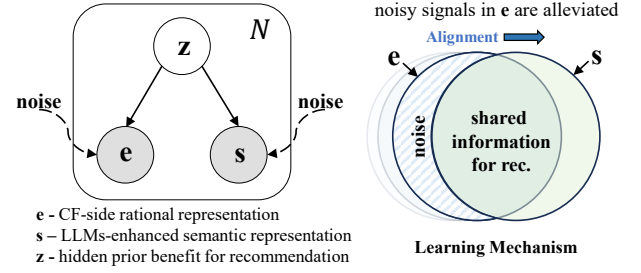 N
z
noise
noise
e
s
e - CF-side rational representation
s – LLMs-enhanced semantic representation
z - hidden prior benefit for recommendation
noisy signals in e are alleviated
Alignment
e
s
noise
shared
information
for rec.
Learning Mechanism